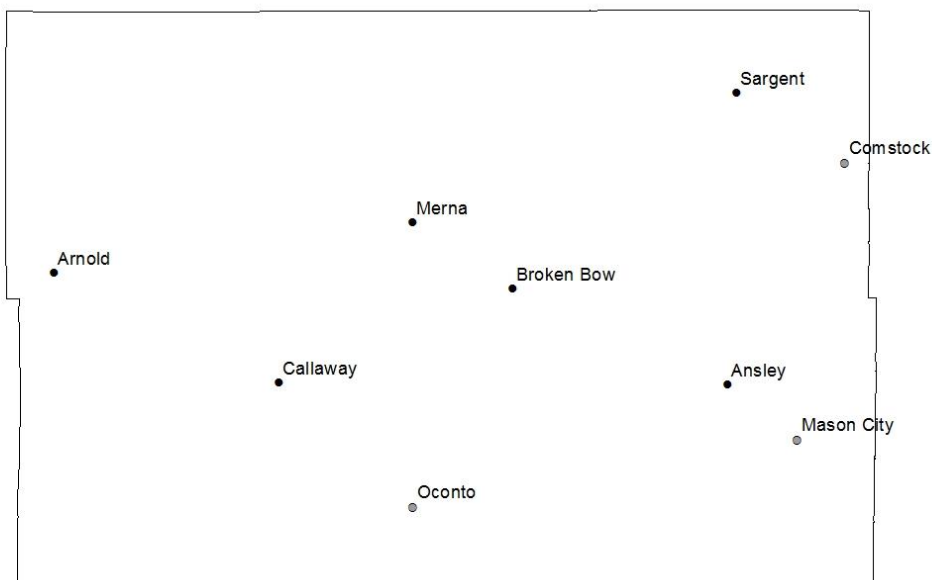 Sargent
Comstock
Merna
Arnold
Broken Bow
Callaway
Ansley
Mason City
Oconto